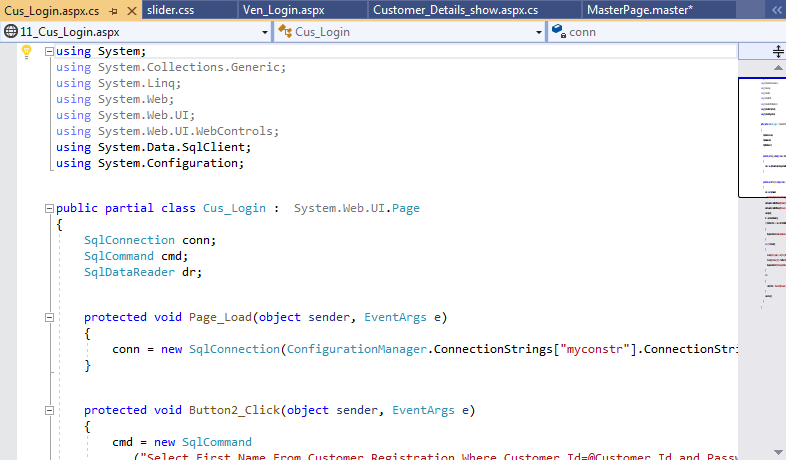 Cus_Login.aspx.cs slider.css Ven_Login.aspx Customer_Details_show.aspx.cs MasterPage.master*
11_Cus_Login.aspx Cus_Login conn
using System;
using System.Collections.Generic;
using System.Linq;
using System.Web;
using System.Web.UI;
using System.Web.UI.WebControls;
using System.Data.SqlClient;
using System.Configuration;
public partial class Cus_Login : System.Web.UI.Page
{
SqlConnection conn;
SqlCommand cmd;
SqlDataReader dr;
protected void Page_Load(object sender, EventArgs e)
{
conn = new SqlConnection(ConfigurationManager.ConnectionStrings["myconstr"].ConnectionStri
}
protected void Button2_Click(object sender, EventArgs e)
{
cmd = new SqlCommand
("Select First_Name From Customer_Registration Where Customer_Id=@Customer_Id and Passw